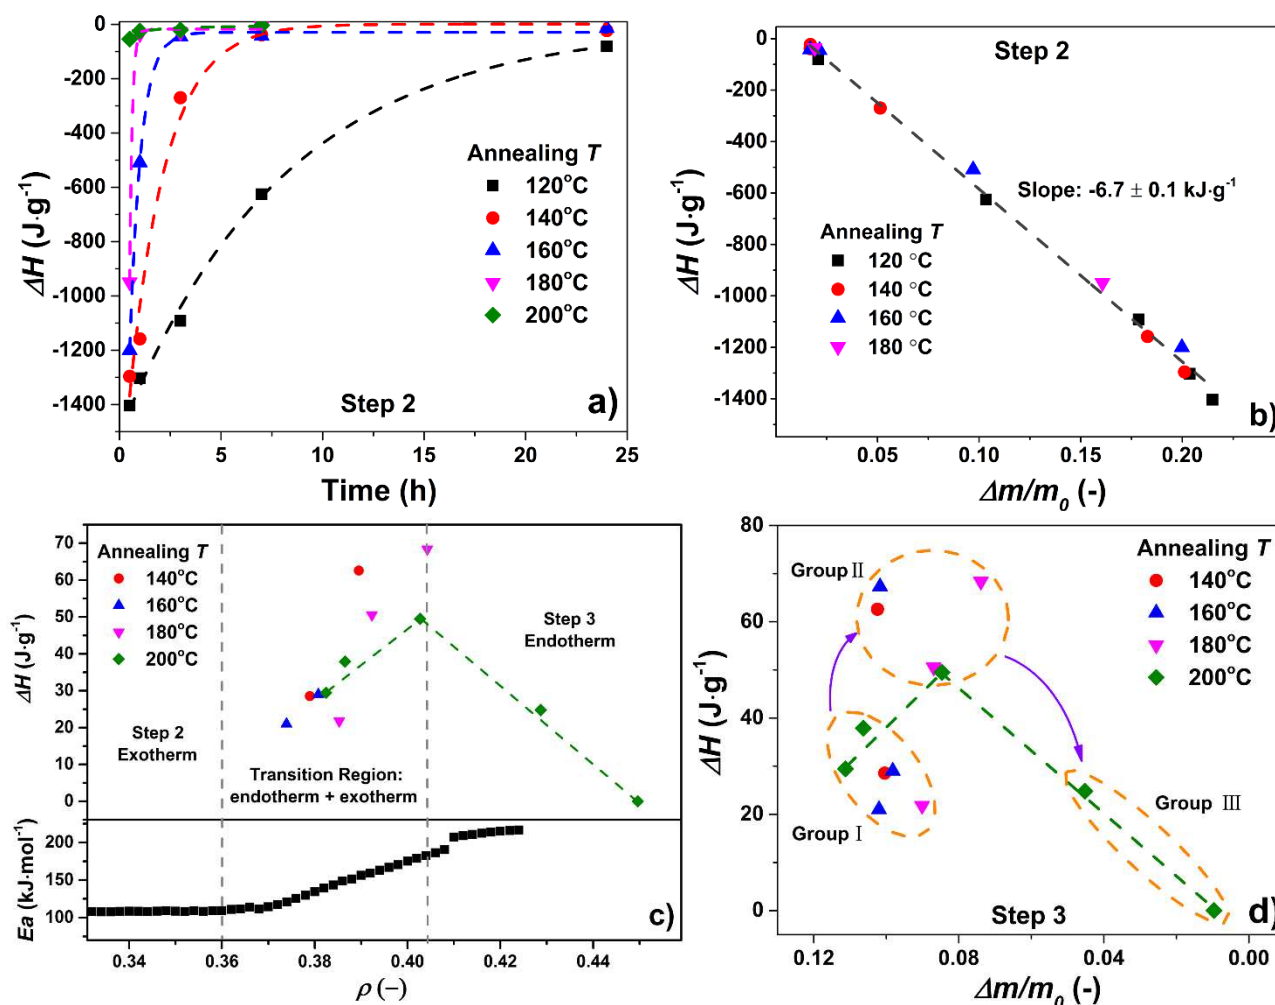 0
-200
-400
-600
-800
-1000
-1200
-1400
ΔH (J·g⁻¹)
Annealing T
120°C
140°C
160°C
180°C
200°C
Step 2
a)
0 5 10 15 20 25
Time (h)
0
-200
-400
-600
-800
-1000
-1200
-1400
ΔH (J·g⁻¹)
Step 2
Slope: -6.7 ± 0.1 kJ·g⁻¹
Annealing T
120 °C
140 °C
160 °C
180 °C
b)
0.05 0.10 0.15 0.20
Δm/m₀ (-)
70
60
50
40
30
20
10
0
ΔH (J·g⁻¹)
Annealing T
140°C
160°C
180°C
200°C
Step 3
Endotherm
Step 2
Exotherm
Transition Region:
endotherm + exotherm
200
150
100
Ea (kJ·mol⁻¹)
c)
0.34 0.36 0.38 0.40 0.42 0.44
ρ (−)
80
60
40
20
0
ΔH (J·g⁻¹)
Annealing T
140°C
160°C
180°C
200°C
Group Ⅱ
Group Ⅰ
Group Ⅲ
Step 3
d)
0.12 0.08 0.04 0.00
Δm/m₀ (-)